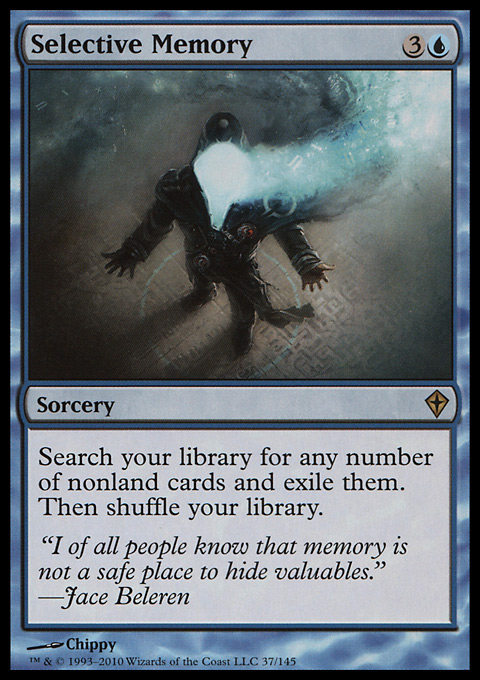 Selective Memory 3
Sorcery
Search your library for any number
of nonland cards and exile them.
Then shuffle your library.
“I of all people know that memory is
not a safe place to hide valuables.”
—Jace Beleren
Chippy
™ & © 1993–2010 Wizards of the Coast LLC 37/145